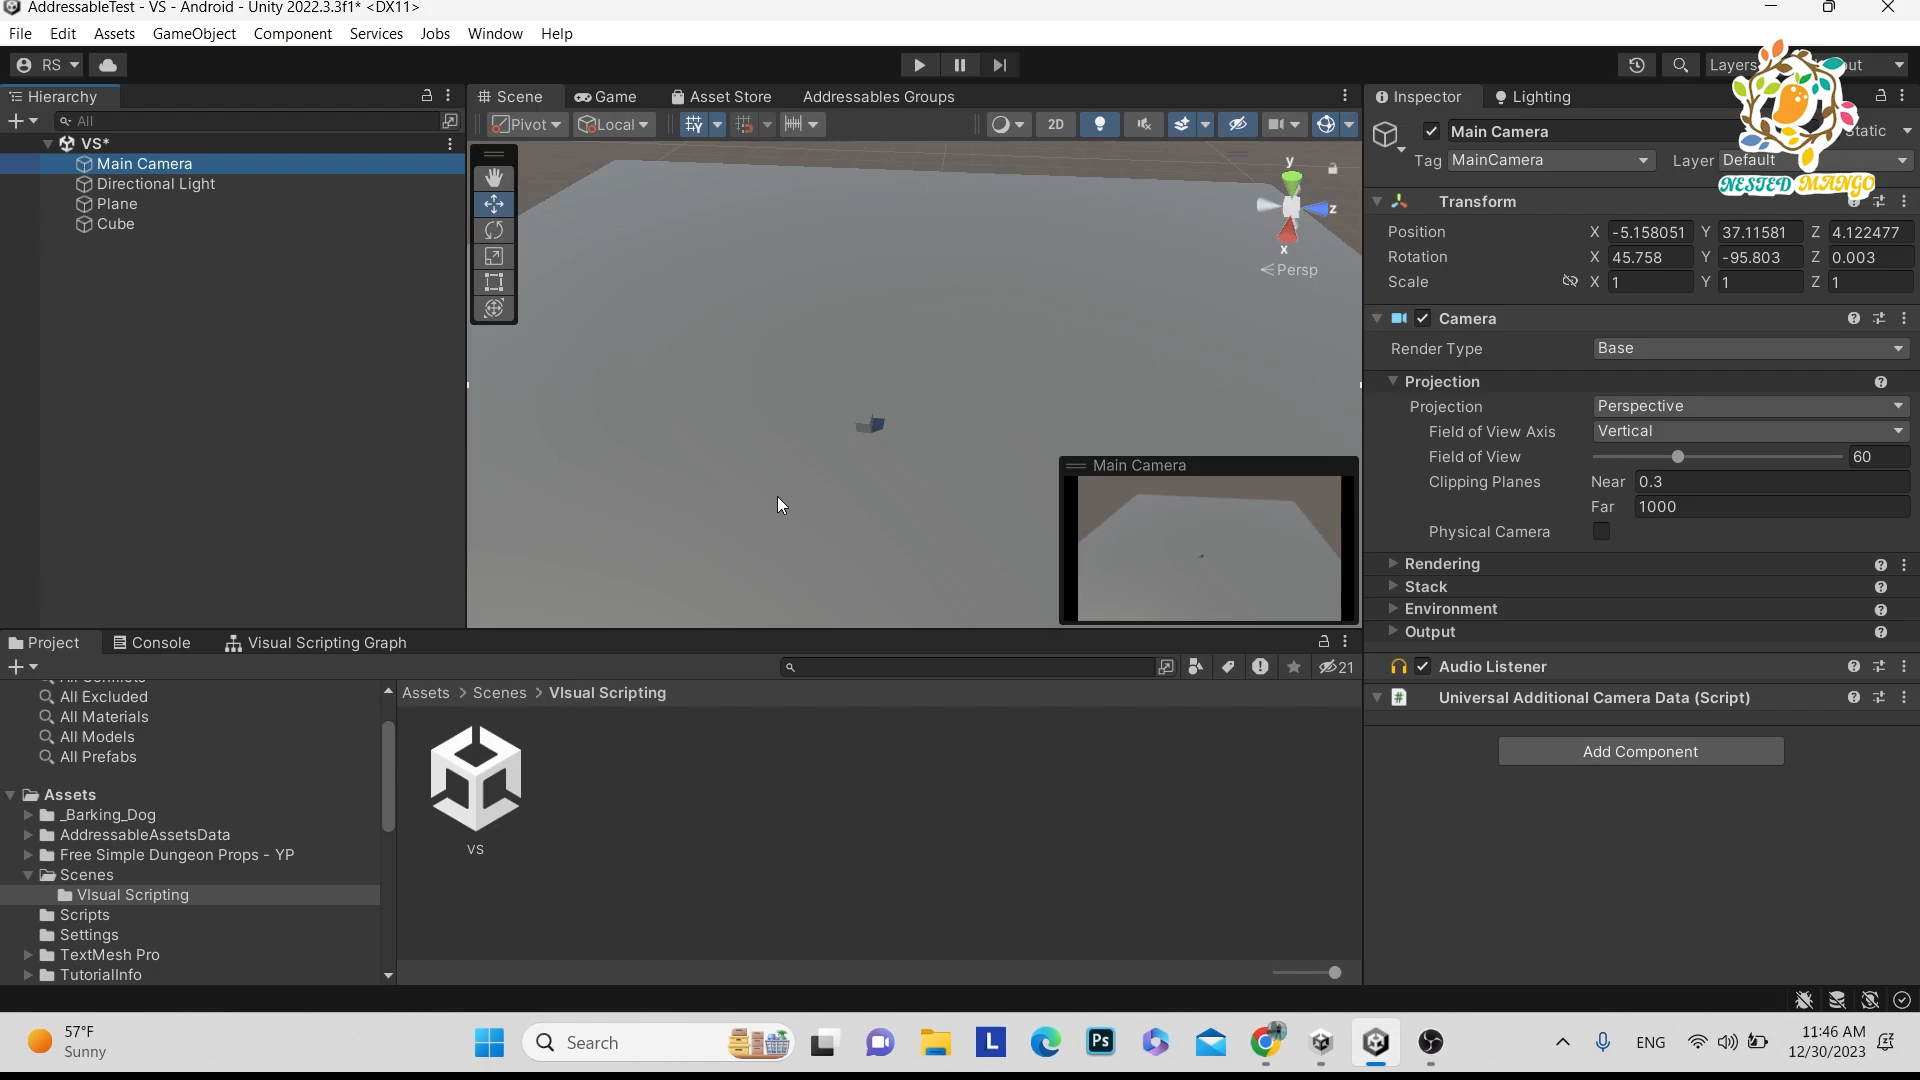 AddressableTest - VS - Android - Unity 2022.3.3f1* <DX11>
File Edit Assets GameObject Component Services Jobs Window Help
RS Layers out
Hierarchy Scene Game Asset Store Addressables Groups Inspector Lighting
All Pivot Local 2D Main Camera Static
Tag MainCamera Layer Default
NESTED MANGO
VS*
Main Camera
Directional Light
Plane
Cube
y
z
x
Persp
Transform
Position X -5.158051 Y 37.11581 Z 4.122477
Rotation X 45.758 Y -95.803 Z 0.003
Scale X 1 Y 1 Z 1
Camera
Render Type Base
Projection
Projection Perspective
Field of View Axis Vertical
Field of View 60
Clipping Planes Near 0.3
Far 1000
Physical Camera
Rendering
Stack
Environment
Output
Audio Listener
Universal Additional Camera Data (Script)
Add Component
Main Camera
Project Console Visual Scripting Graph
21
All Excluded
All Materials
All Models
All Prefabs
Assets
_Barking_Dog
AddressableAssetsData
Free Simple Dungeon Props - YP
Scenes
VIsual Scripting
Scripts
Settings
TextMesh Pro
TutorialInfo
Assets > Scenes > VIsual Scripting
VS
57°F
Sunny
Search
L
Ps
ENG
11:46 AM
12/30/2023